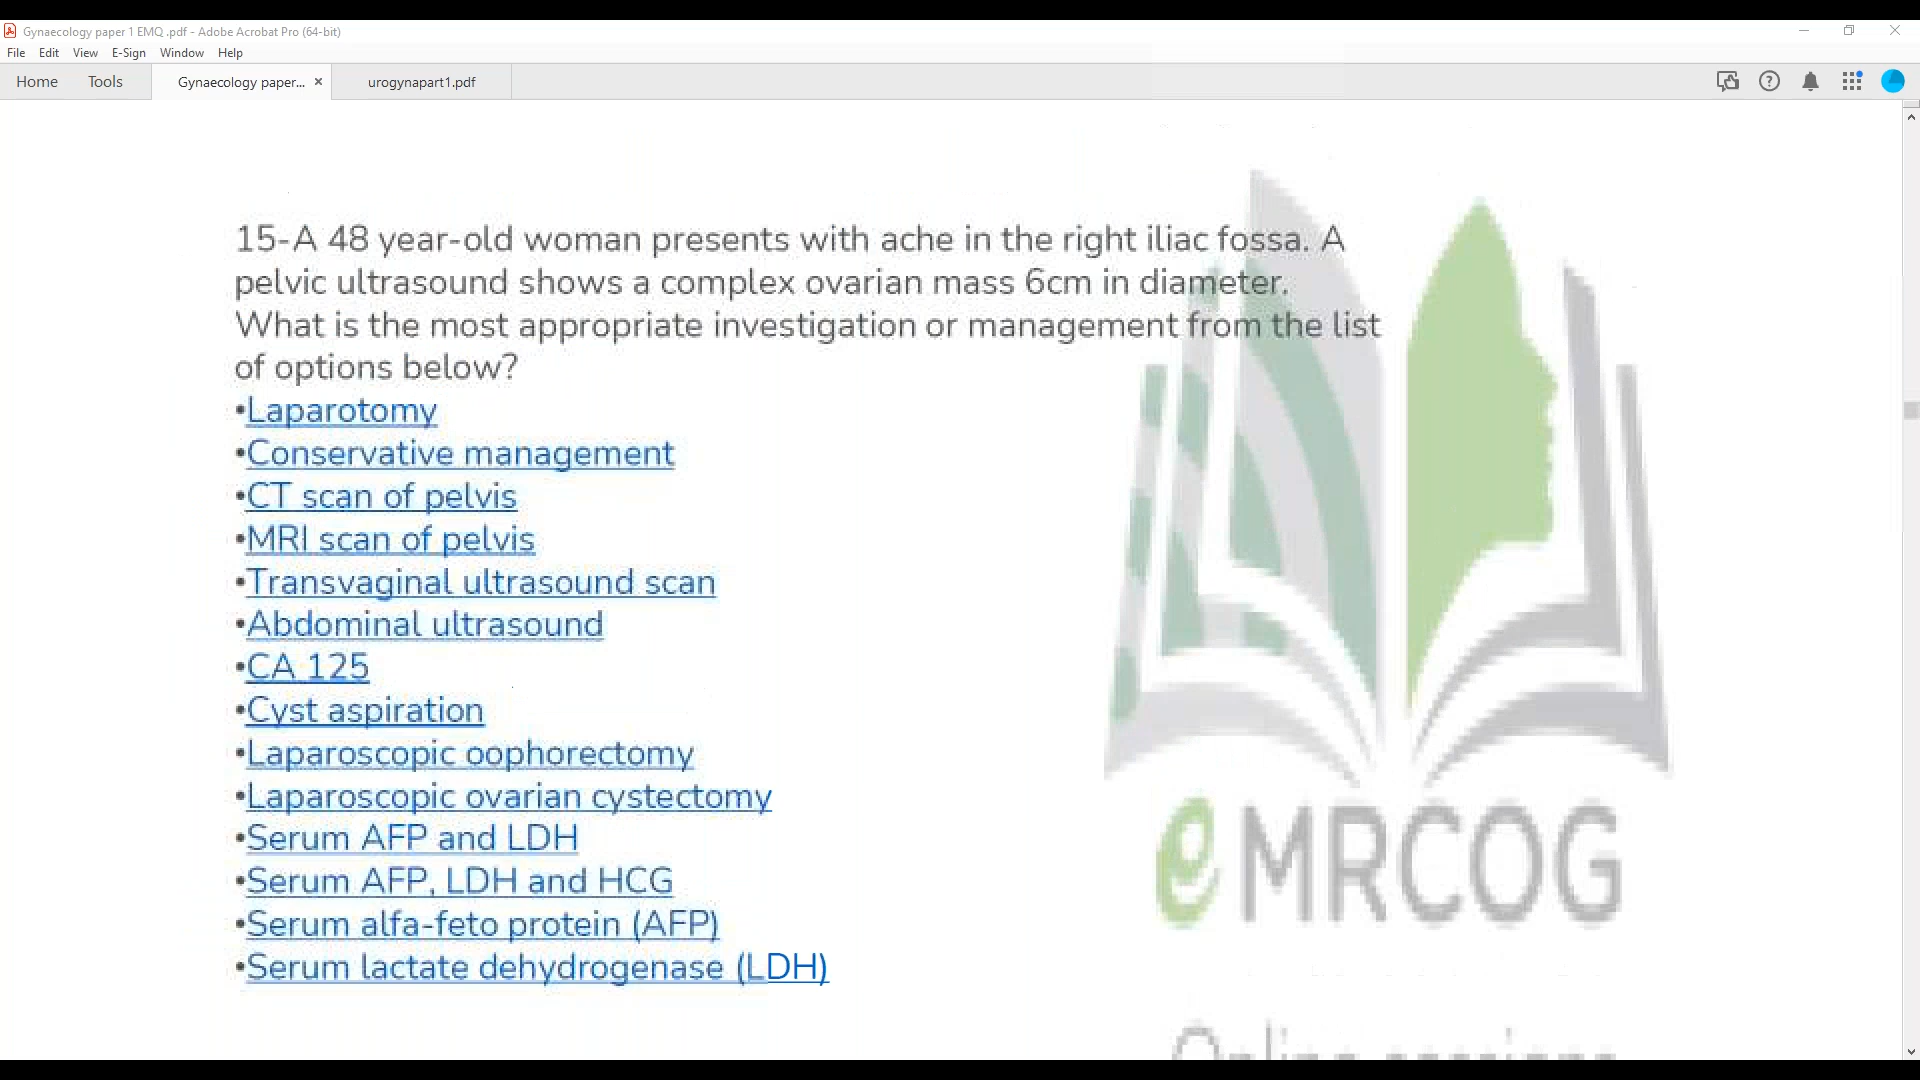 Gynaecology paper 1 EMQ .pdf - Adobe Acrobat Pro (64-bit)
File Edit View E-Sign Window Help
Home Tools Gynaecology paper... × urogynapart1.pdf
15-A 48 year-old woman presents with ache in the right iliac fossa. A
pelvic ultrasound shows a complex ovarian mass 6cm in diameter.
What is the most appropriate investigation or management from the list
of options below?
•Laparotomy
•Conservative management
•CT scan of pelvis
•MRI scan of pelvis
•Transvaginal ultrasound scan
•Abdominal ultrasound
•CA 125
•Cyst aspiration
•Laparoscopic oophorectomy
•Laparoscopic ovarian cystectomy
•Serum AFP and LDH
•Serum AFP, LDH and HCG
•Serum alfa-feto protein (AFP)
•Serum lactate dehydrogenase (LDH)
eMRCOG